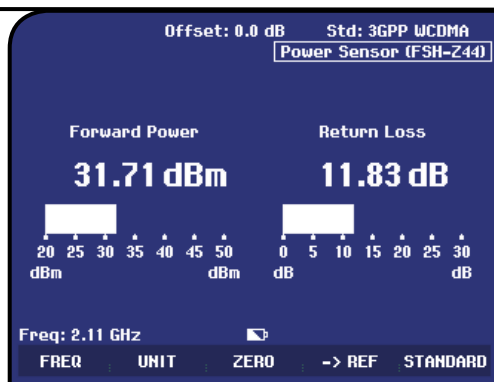 Offset: 0.0 dB Std: 3GPP WCDMA
Power Sensor (FSH-Z44)
Forward Power Return Loss
31.71 dBm 11.83 dB
20 25 30 35 40 45 50 0 5 10 15 20 25 30
dBm dBm dB dB
Freq: 2.11 GHz
FREQ UNIT ZERO -> REF STANDARD